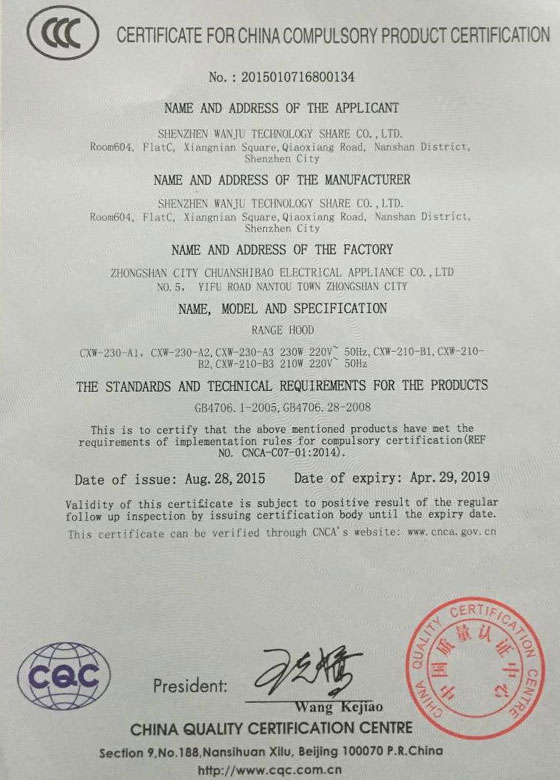 CCC
CERTIFICATE FOR CHINA COMPULSORY PRODUCT CERTIFICATION
No. : 2015010716800134
NAME AND ADDRESS OF THE APPLICANT
SHENZHEN WANJU TECHNOLOGY SHARE CO.,LTD.
Room604, FlatC, Xiangnian Square,Qiaoxiang Road, Nanshan District,
Shenzhen City
NAME AND ADDRESS OF THE MANUFACTURER
SHENZHEN WANJU TECHNOLOGY SHARE CO.,LTD.
Room604, FlatC, Xiangnian Square,Qiaoxiang Road, Nanshan District,
Shenzhen City
NAME AND ADDRESS OF THE FACTORY
ZHONGSHAN CITY CHUANSHIBAO ELECTRICAL APPLIANCE CO.,LTD
NO.5, YIFU ROAD NANTOU TOWN ZHONGSHAN CITY
NAME, MODEL AND SPECIFICATION
RANGE HOOD
CXW-230-A1, CXW-230-A2,CXW-230-A3 230W 220V~ 50Hz,CXW-210-B1,CXW-210-
B2,CXW-210-B3 210W 220V~ 50Hz
THE STANDARDS AND TECHNICAL REQUIREMENTS FOR THE PRODUCTS
GB4706.1-2005,GB4706.28-2008
This is to certify that the above mentioned products have met the
requirements of implementation rules for compulsory certification(REF
NO. CNCA-C07-01:2014).
Date of issue: Aug.28,2015 Date of expiry: Apr.29,2019
Validity of this certificate is subject to positive result of the regular
follow up inspection by issuing certification body until the expiry date.
This certificate can be verified through CNCA's website: www.cnca.gov.cn
CHINA QUALITY CERTIFICATION CENTRE
中国质量认证中心
CQC
President:
王克娇
Wang Kejiao
CHINA QUALITY CERTIFICATION CENTRE
Section 9,No.188,Nansihuan Xilu, Beijing 100070 P.R.China
http://www.cqc.com.cn